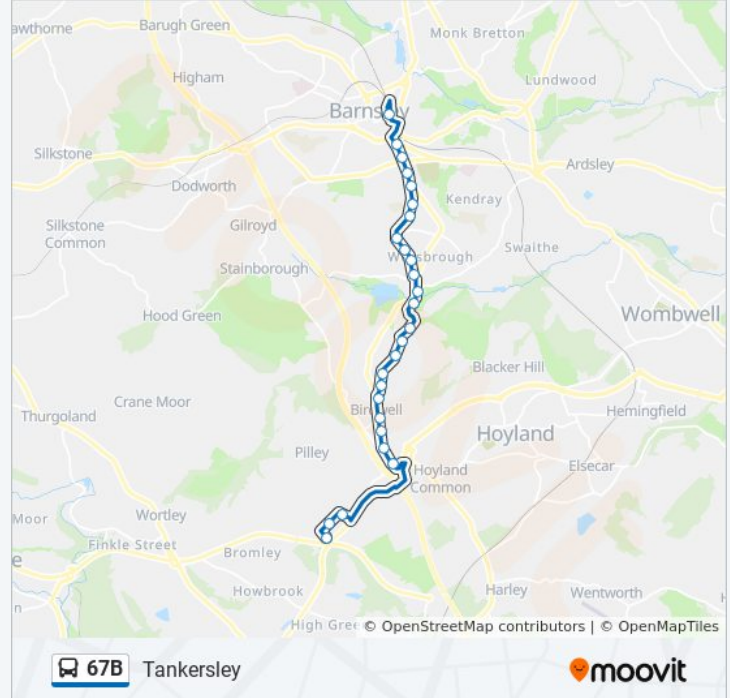 awthorne
Barugh Green
Monk Bretton
Higham
Lundwood
Barnsley
Silkstone
Ardsley
Dodworth
Kendray
Silkstone
Common
Gilroyd
Swaithe
Worsbrough
Stainborough
Hood Green
Wombwell
Blacker Hill
Crane Moor
Thurgoland
Birdwell
Hemingfield
Hoyland
Pilley
Elsecar
Hoyland
Common
Moor
Wortley
Finkle Street
e
Bromley
Howbrook
Harley
Wentworth
n
High Gree
© OpenStreetMap contributors | © OpenMapTiles
67B
Tankersley
moovit